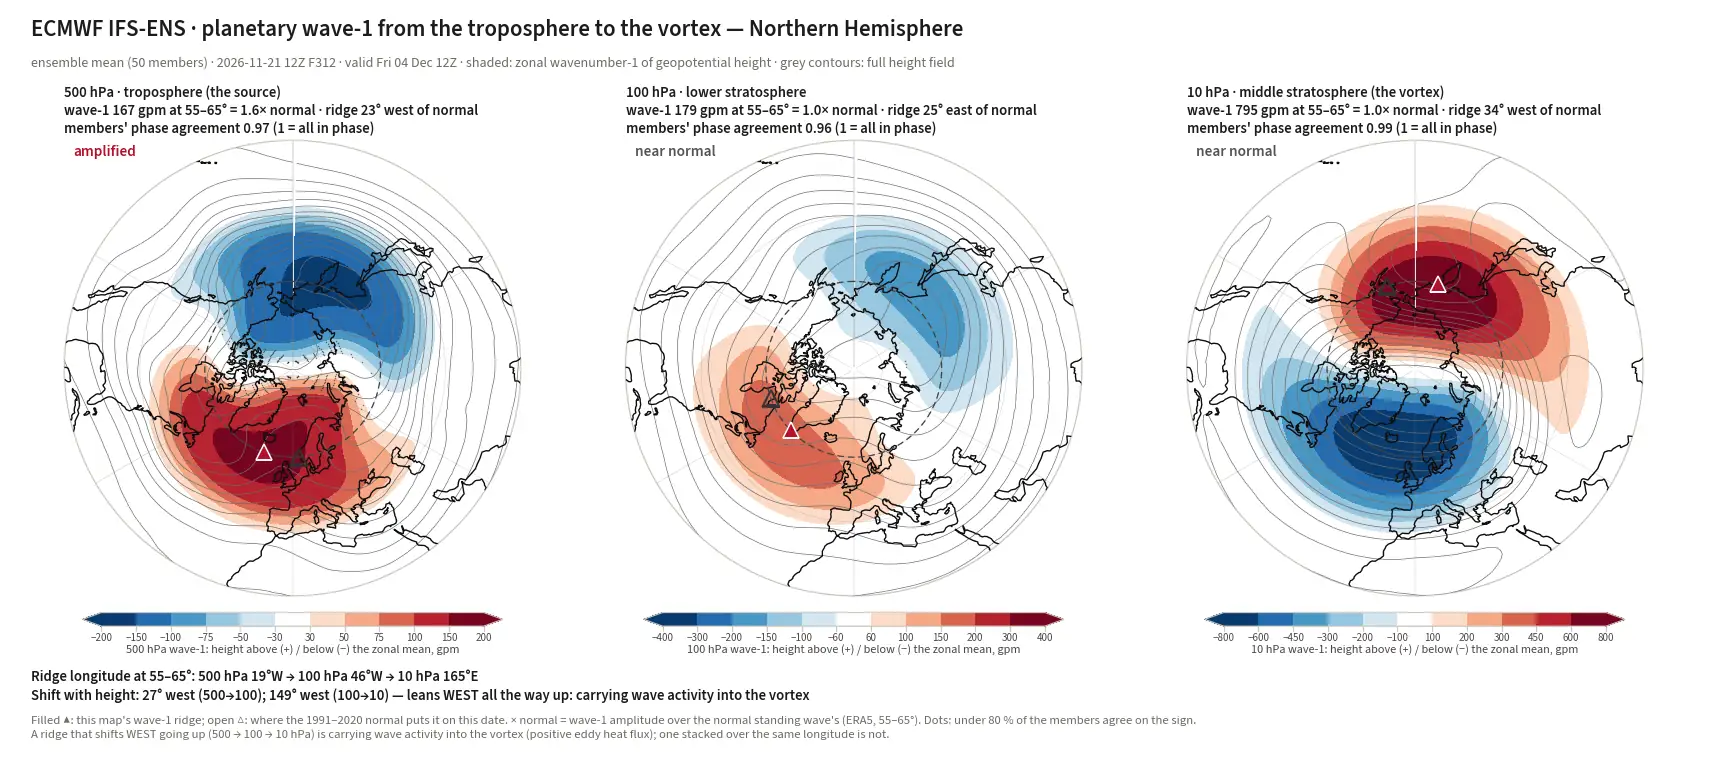 ECMWF IFS-ENS · planetary wave-1 from the troposphere to the vortex — Northern Hemisphere
ensemble mean (50 members) · 2026-11-21 12Z F312 · valid Fri 04 Dec 12Z · shaded: zonal wavenumber-1 of geopotential height · grey contours: full height field
500 hPa · troposphere (the source)
wave-1 167 gpm at 55–65° = 1.6× normal · ridge 23° west of normal
members' phase agreement 0.97 (1 = all in phase)
amplified
100 hPa · lower stratosphere
wave-1 179 gpm at 55–65° = 1.0× normal · ridge 25° east of normal
members' phase agreement 0.96 (1 = all in phase)
near normal
10 hPa · middle stratosphere (the vortex)
wave-1 795 gpm at 55–65° = 1.0× normal · ridge 34° west of normal
members' phase agreement 0.99 (1 = all in phase)
near normal
−200 −150 −100 −75 −50 −30 30 50 75 100 150 200
500 hPa wave-1: height above (+) / below (−) the zonal mean, gpm
−400 −300 −200 −150 −100 −60 60 100 150 200 300 400
100 hPa wave-1: height above (+) / below (−) the zonal mean, gpm
−800 −600 −450 −300 −200 −100 100 200 300 450 600 800
10 hPa wave-1: height above (+) / below (−) the zonal mean, gpm
Ridge longitude at 55–65°: 500 hPa 19°W → 100 hPa 46°W → 10 hPa 165°E
Shift with height: 27° west (500→100); 149° west (100→10) — leans WEST all the way up: carrying wave activity into the vortex
Filled ▲: this map's wave-1 ridge; open △: where the 1991–2020 normal puts it on this date. × normal = wave-1 amplitude over the normal standing wave's (ERA5, 55–65°). Dots: under 80 % of the members agree on the sign.
A ridge that shifts WEST going up (500 → 100 → 10 hPa) is carrying wave activity into the vortex (positive eddy heat flux); one stacked over the same longitude is not.